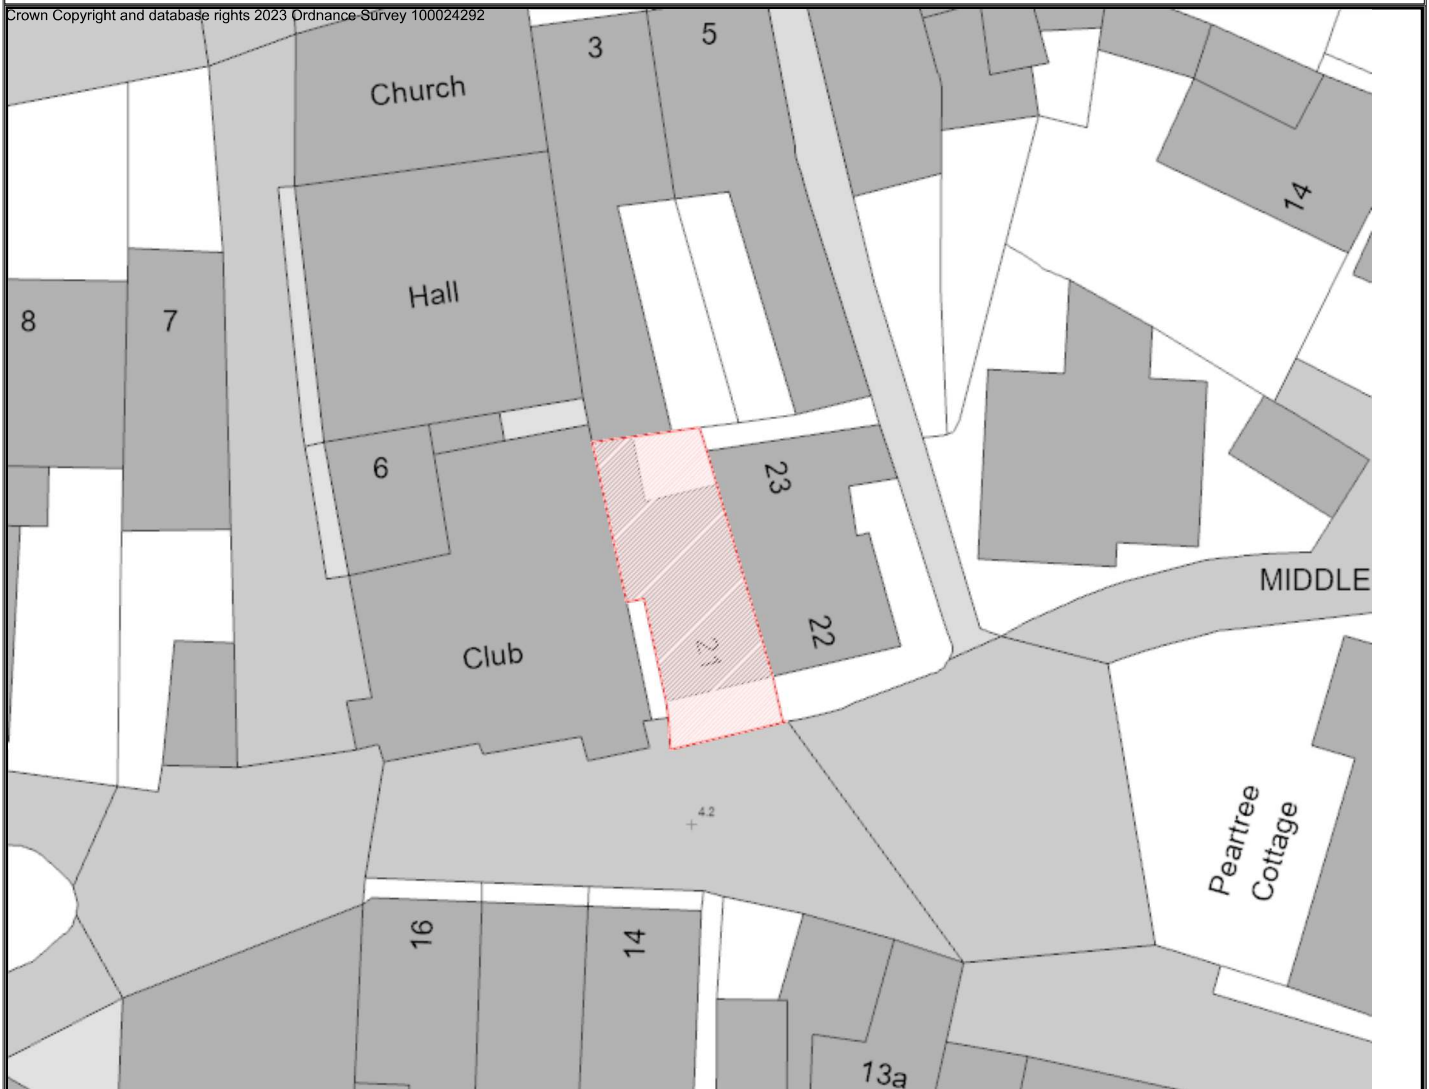 Crown Copyright and database rights 2023 Ordnance Survey 100024292
3
5
Church
14
Hall
8
7
6
23
MIDDLE
22
21
Club
4.2
Peartree
Cottage
16
14
13a